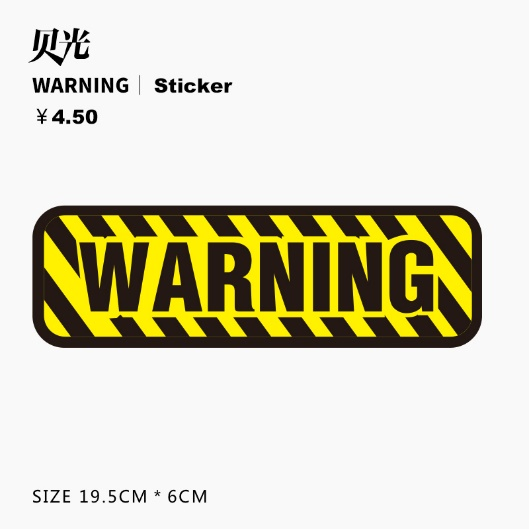 贝光
WARNING | Sticker
￥4.50
WARNING
SIZE 19.5CM * 6CM